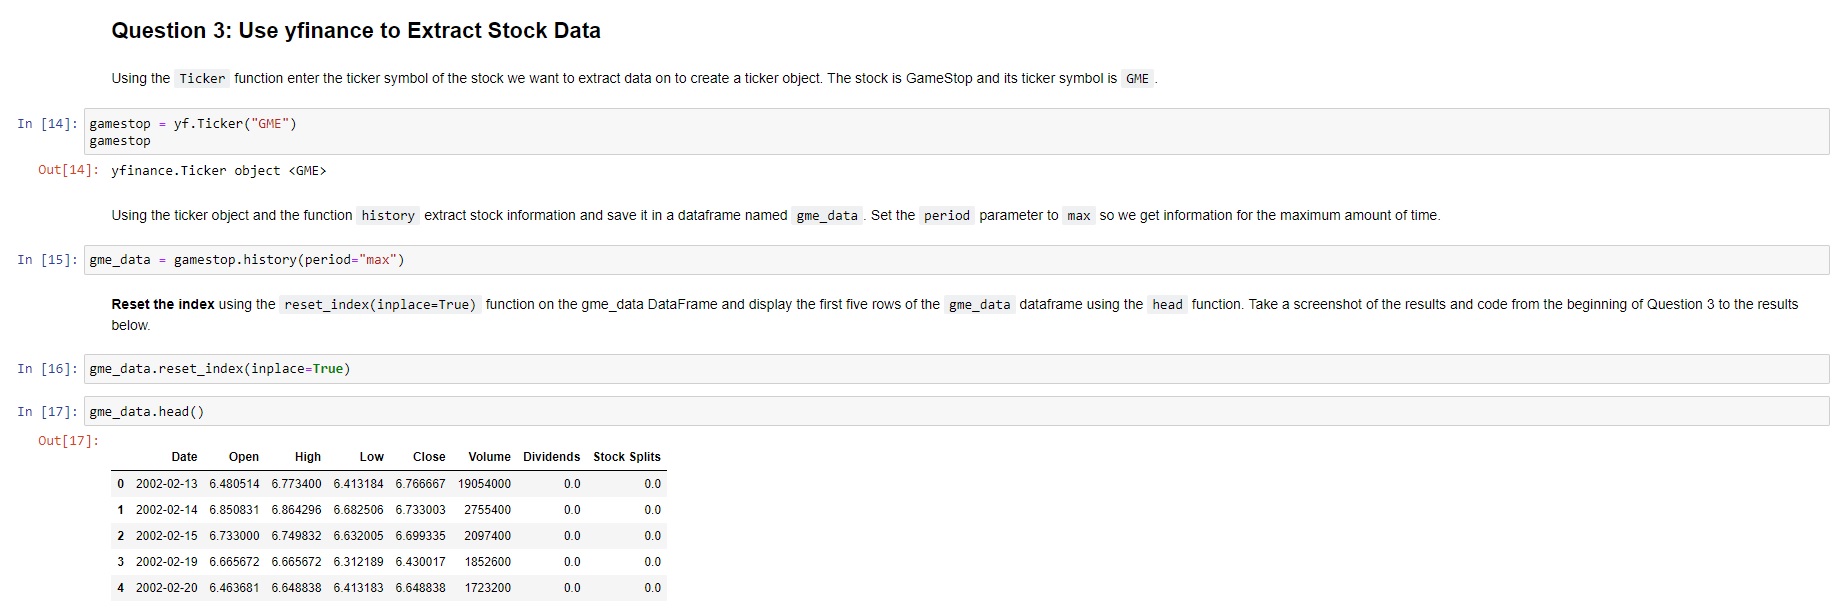 Question 3: Use yfinance to Extract Stock Data
Using the Ticker function enter the ticker symbol of the stock we want to extract data on to create a ticker object. The stock is GameStop and its ticker symbol is GME .
In [14]: gamestop = yf.Ticker("GME")
gamestop
Out[14]: yfinance.Ticker object <GME>
Using the ticker object and the function history extract stock information and save it in a dataframe named gme_data . Set the period parameter to max so we get information for the maximum amount of time.
In [15]: gme_data = gamestop.history(period="max")
Reset the index using the reset_index(inplace=True) function on the gme_data DataFrame and display the first five rows of the gme_data dataframe using the head function. Take a screenshot of the results and code from the beginning of Question 3 to the results
below.
In [16]: gme_data.reset_index(inplace=True)
In [17]: gme_data.head()
Out[17]:
Date Open High Low Close Volume Dividends Stock Splits
0 2002-02-13 6.480514 6.773400 6.413184 6.766667 19054000 0.0 0.0
1 2002-02-14 6.850831 6.864296 6.682506 6.733003 2755400 0.0 0.0
2 2002-02-15 6.733000 6.749832 6.632005 6.699335 2097400 0.0 0.0
3 2002-02-19 6.665672 6.665672 6.312189 6.430017 1852600 0.0 0.0
4 2002-02-20 6.463681 6.648838 6.413183 6.648838 1723200 0.0 0.0